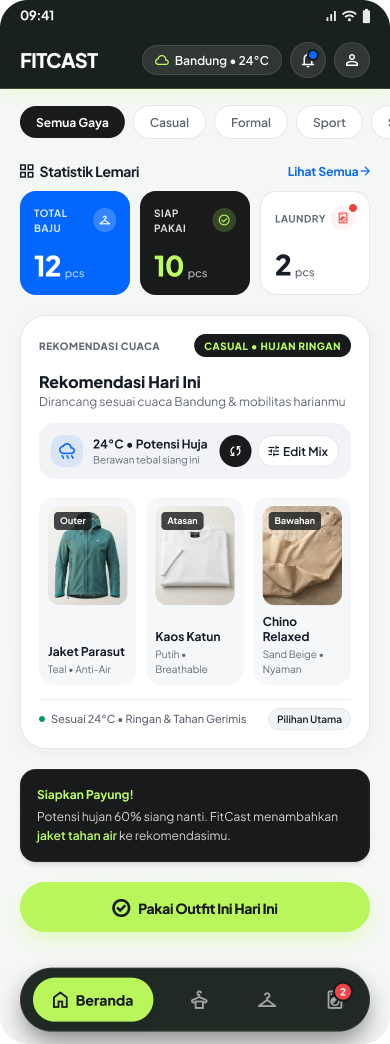 09:41
FITCAST
Bandung • 24°C
Semua Gaya
Casual
Formal
Sport
Statistik Lemari
Lihat Semua
TOTAL
BAJU
12 pcs
SIAP
PAKAI
10 pcs
LAUNDRY
2 pcs
REKOMENDASI CUACA
CASUAL • HUJAN RINGAN
Rekomendasi Hari Ini
Dirancang sesuai cuaca Bandung & mobilitas harianmu
24°C • Potensi Huja
Berawan tebal siang ini
Edit Mix
Outer
Jaket Parasut
Teal • Anti-Air
Atasan
Kaos Katun
Putih •
Breathable
Bawahan
Chino
Relaxed
Sand Beige •
Nyaman
Sesuai 24°C • Ringan & Tahan Gerimis
Pilihan Utama
Siapkan Payung!
Potensi hujan 60% siang nanti. FitCast menambahkan
jaket tahan air ke rekomendasimu.
Pakai Outfit Ini Hari Ini
Beranda
2